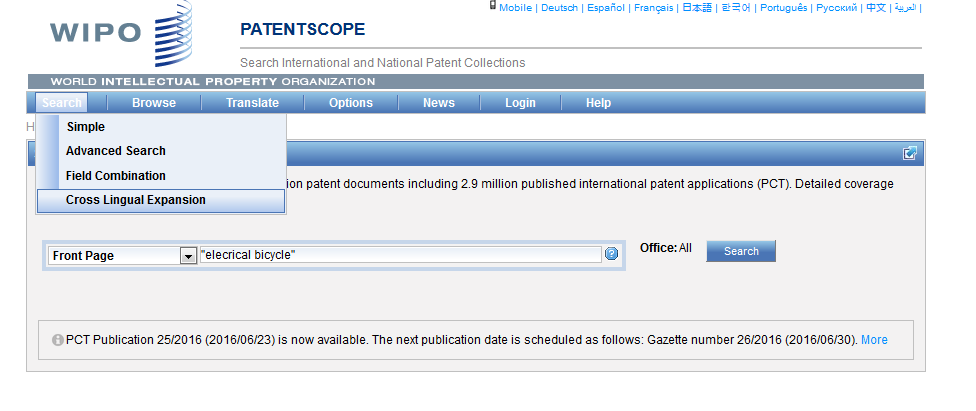 Mobile | Deutsch | Español | Français | 日本語 | 한국어 | Português | Русский | 中文 | العربية |
WIPO
PATENTSCOPE
Search International and National Patent Collections
WORLD INTELLECTUAL PROPERTY ORGANIZATION
Search Browse Translate Options News Login Help
H
Simple
Advanced Search
Field Combination
Cross Lingual Expansion
ion patent documents including 2.9 million published international patent applications (PCT). Detailed coverage
Front Page "elecrical bicycle" ? Office: All Search
PCT Publication 25/2016 (2016/06/23) is now available. The next publication date is scheduled as follows: Gazette number 26/2016 (2016/06/30). More